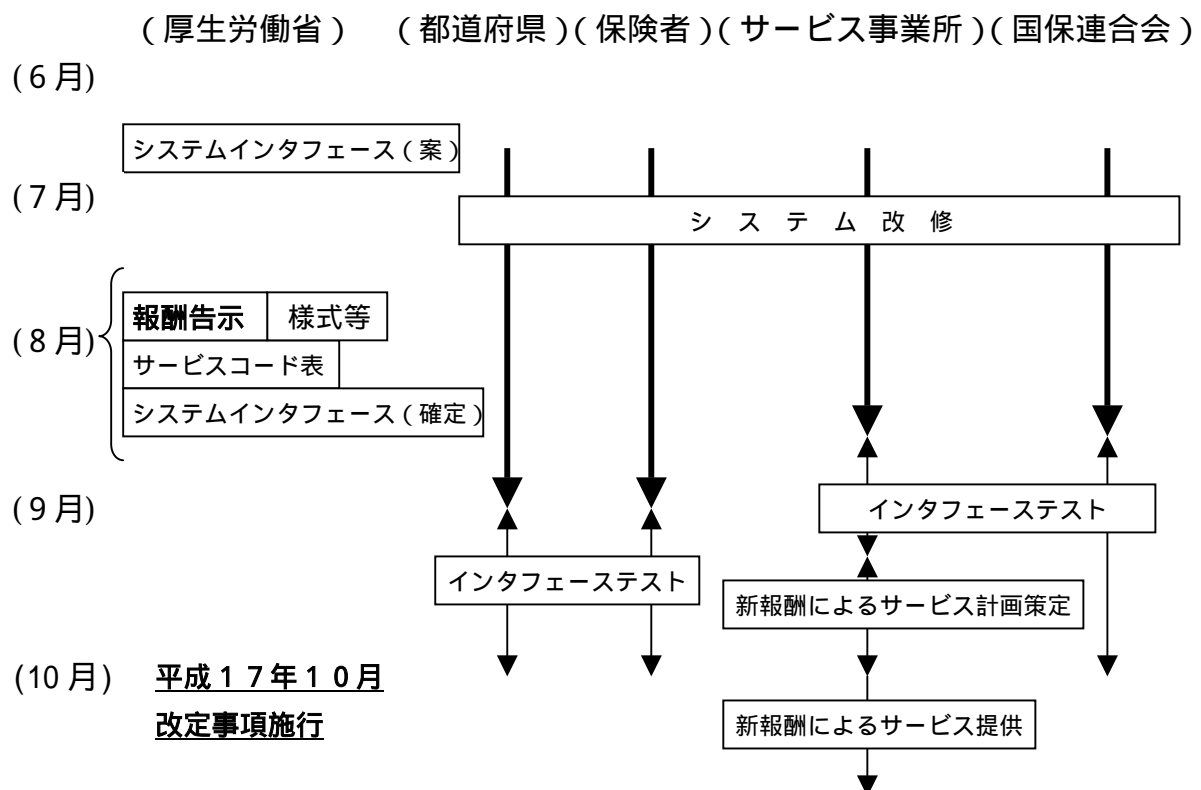 （厚生労働省） （都道府県）（保険者）（サービス事業所）（国保連合会）
(６月)
システムインタフェース（案）
(７月)
システム改修
報酬告示 様式等
(８月)
サービスコード表
システムインタフェース（確定）
(９月)
インタフェーステスト
インタフェーステスト
新報酬によるサービス計画策定
(10月) 平成１７年１０月
改定事項施行
新報酬によるサービス提供